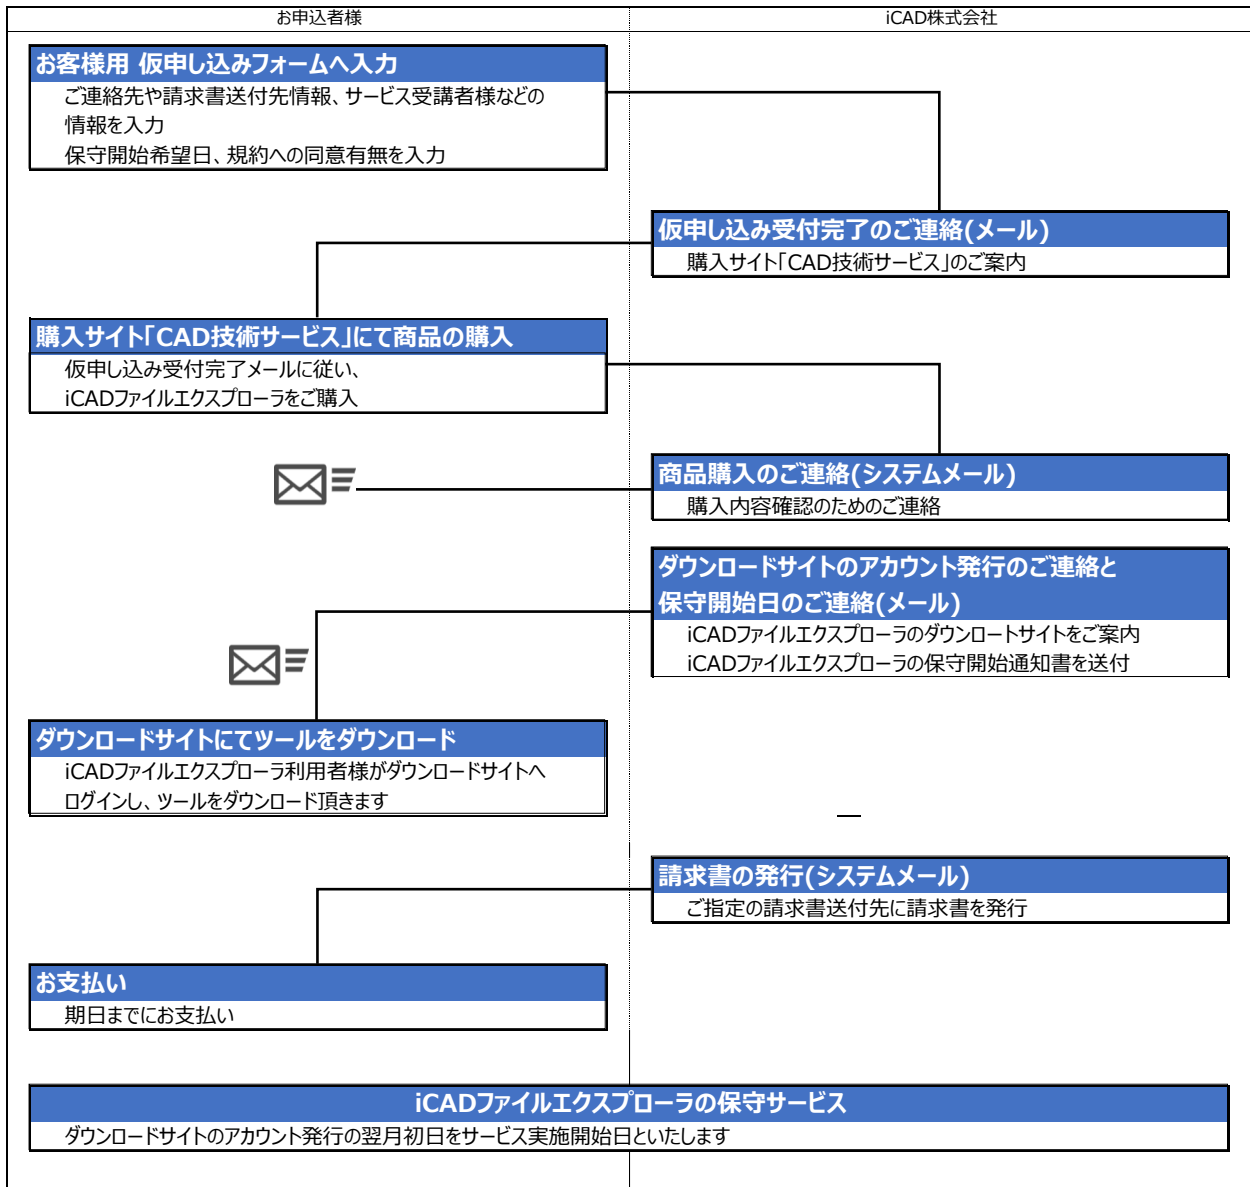 お申込者様
iCAD株式会社
お客様用 仮申し込みフォームへ入力
ご連絡先や請求書送付先情報、サービス受講者様などの
情報を入力
保守開始希望日、規約への同意有無を入力
仮申し込み受付完了のご連絡(メール)
購入サイト「CAD技術サービス」のご案内
購入サイト「CAD技術サービス」にて商品の購入
仮申し込み受付完了メールに従い、
iCADファイルエクスプローラをご購入
商品購入のご連絡(システムメール)
購入内容確認のためのご連絡
ダウンロードサイトのアカウント発行のご連絡と
保守開始日のご連絡(メール)
iCADファイルエクスプローラのダウンロートサイトをご案内
iCADファイルエクスプローラの保守開始通知書を送付
ダウンロードサイトにてツールをダウンロード
iCADファイルエクスプローラ利用者様がダウンロードサイトへ
ログインし、ツールをダウンロード頂きます
請求書の発行(システムメール)
ご指定の請求書送付先に請求書を発行
お支払い
期日までにお支払い
iCADファイルエクスプローラの保守サービス
ダウンロードサイトのアカウント発行の翌月初日をサービス実施開始日といたします